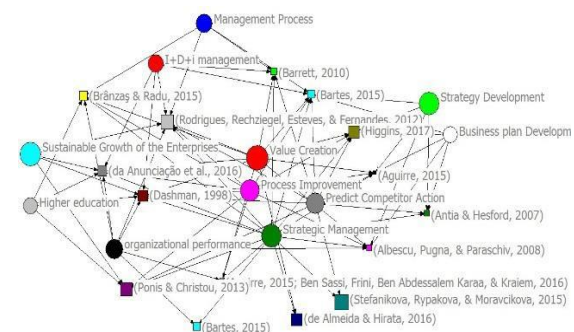 Management Process
I+D+i management
(Barrett, 2010)
(Brânzaş & Radu, 2015)
(Bartes, 2015)
Strategy Development
(Rodrigues, Rechziegel, Esteves, & Fernandes, 2012)
(Higgins, 2017)
Business plan Developm
Sustainable Growth of the Enterprises
Value Creation
(da Anunciação et al., 2016)
(Aguirre, 2015)
Process Improvement
(Dashman, 1998)
Predict Competitor Action
Higher education
(Antia & Hesford, 2007)
Strategic Management
organizational performance
(Albescu, Pugna, & Paraschiv, 2008)
(Ponis & Christou, 2013)
rre, 2015; Ben Sassi, Frini, Ben Abdessalem Karaa, & Kraiem, 2016)
(Stefanikova, Rypakova, & Moravcikova, 2015)
(de Almeida & Hirata, 2016)
(Bartes, 2015)